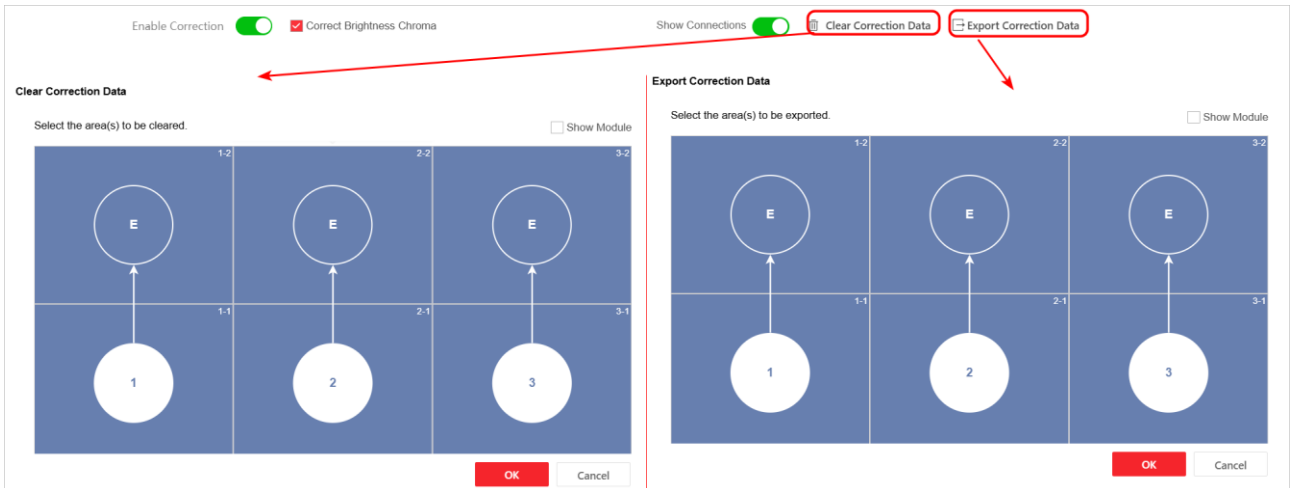 Enable Correction Correct Brightness Chroma Show Connections Clear Correction Data Export Correction Data
Clear Correction Data
Select the area(s) to be cleared.
Show Module
1-2 2-2 3-2
E E E
1-1 2-1 3-1
1 2 3
OK Cancel
Export Correction Data
Select the area(s) to be exported.
Show Module
1-2 2-2 3-2
E E E
1-1 2-1 3-1
1 2 3
OK Cancel